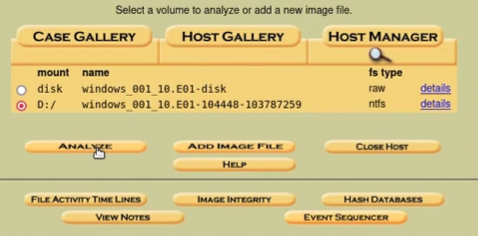 Select a volume to analyze or add a new image file.
CASE GALLERY HOST GALLERY HOST MANAGER
mount name fs type
disk windows_001_10.E01-disk raw details
D:/ windows_001_10.E01-104448-103787259 ntfs details
ANALYZE ADD IMAGE FILE CLOSE HOST
HELP
FILE ACTIVITY TIME LINES IMAGE INTEGRITY HASH DATABASES
VIEW NOTES EVENT SEQUENCER